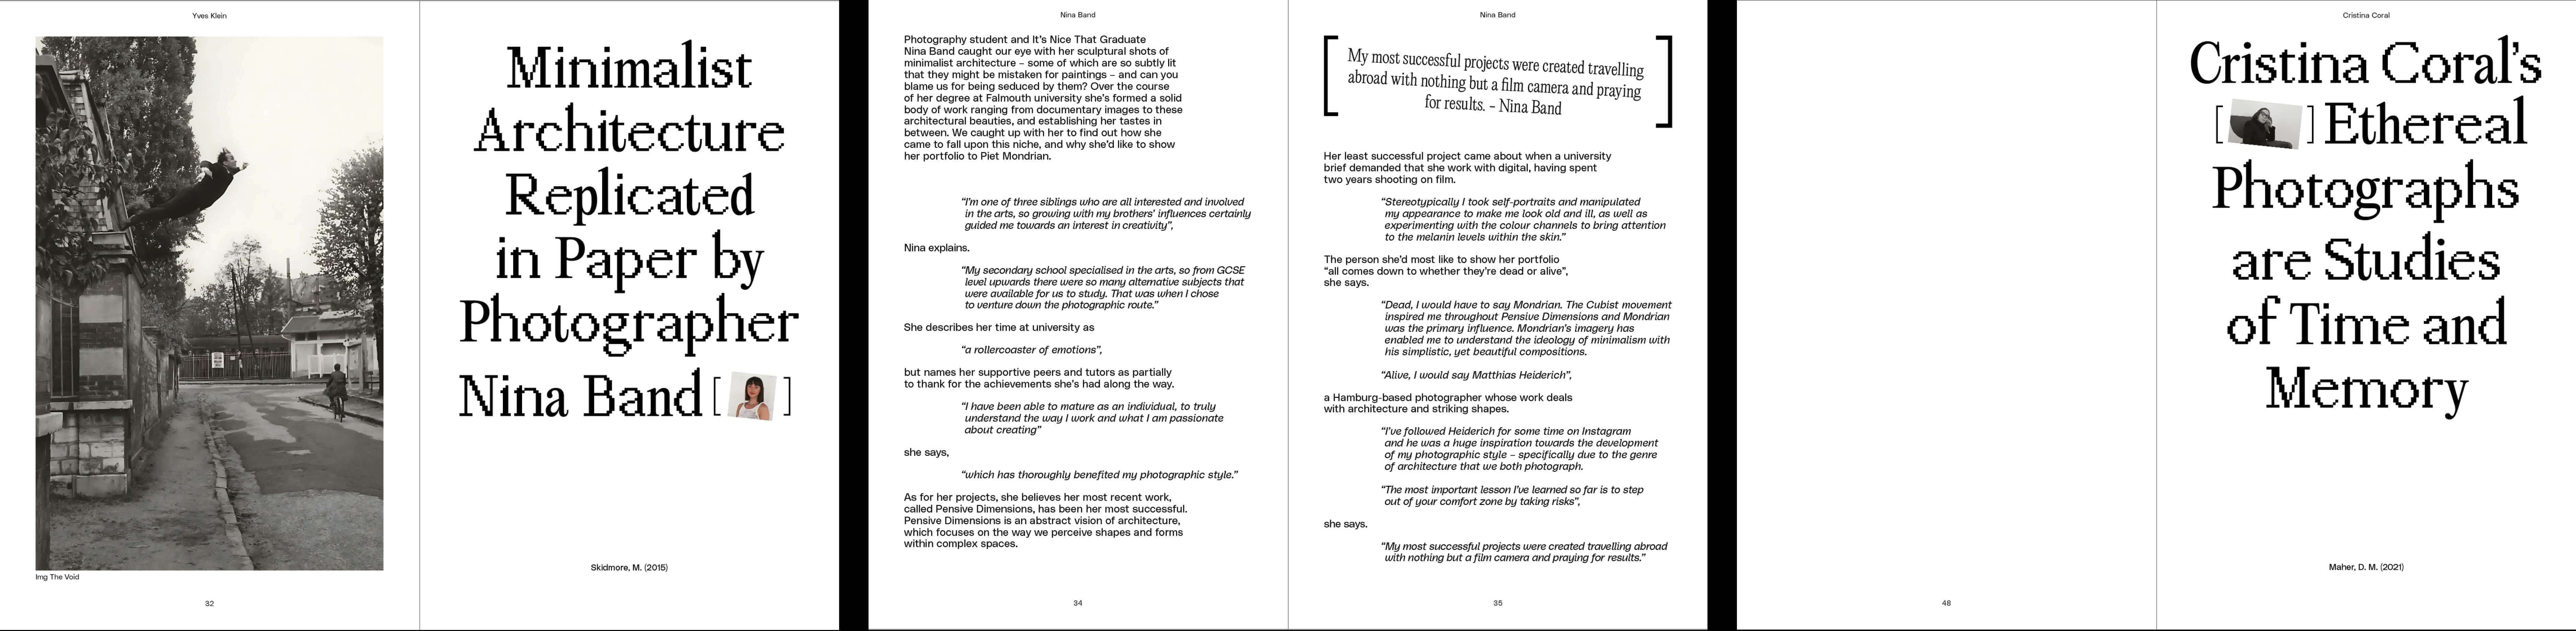 Yves Klein
Img The Void
32
Minimalist
Architecture
Replicated
in Paper by
Photographer
Nina Band [ ]
Skidmore, M. (2015)
Nina Band
Photography student and It’s Nice That Graduate
Nina Band caught our eye with her sculptural shots of
minimalist architecture – some of which are so subtly lit
that they might be mistaken for paintings – and can you
blame us for being seduced by them? Over the course
of her degree at Falmouth university she’s formed a solid
body of work ranging from documentary images to these
architectural beauties, and establishing her tastes in
between. We caught up with her to find out how she
came to fall upon this niche, and why she’d like to show
her portfolio to Piet Mondrian.
“I’m one of three siblings who are all interested and involved
in the arts, so growing with my brothers’ influences certainly
guided me towards an interest in creativity”,
Nina explains.
“My secondary school specialised in the arts, so from GCSE
level upwards there were so many alternative subjects that
were available for us to study. That was when I chose
to venture down the photographic route.”
She describes her time at university as
“a rollercoaster of emotions”,
but names her supportive peers and tutors as partially
to thank for the achievements she’s had along the way.
“I have been able to mature as an individual, to truly
understand the way I work and what I am passionate
about creating”
she says,
“which has thoroughly benefited my photographic style.”
As for her projects, she believes her most recent work,
called Pensive Dimensions, has been her most successful.
Pensive Dimensions is an abstract vision of architecture,
which focuses on the way we perceive shapes and forms
within complex spaces.
34
Nina Band
[ My most successful projects were created travelling
abroad with nothing but a film camera and praying
for results. – Nina Band ]
Her least successful project came about when a university
brief demanded that she work with digital, having spent
two years shooting on film.
“Stereotypically I took self-portraits and manipulated
my appearance to make me look old and ill, as well as
experimenting with the colour channels to bring attention
to the melanin levels within the skin.”
The person she’d most like to show her portfolio
“all comes down to whether they’re dead or alive”,
she says.
“Dead, I would have to say Mondrian. The Cubist movement
inspired me throughout Pensive Dimensions and Mondrian
was the primary influence. Mondrian’s imagery has
enabled me to understand the ideology of minimalism with
his simplistic, yet beautiful compositions.
“Alive, I would say Matthias Heiderich”,
a Hamburg-based photographer whose work deals
with architecture and striking shapes.
“I’ve followed Heiderich for some time on Instagram
and he was a huge inspiration towards the development
of my photographic style – specifically due to the genre
of architecture that we both photograph.
“The most important lesson I’ve learned so far is to step
out of your comfort zone by taking risks”,
she says.
“My most successful projects were created travelling abroad
with nothing but a film camera and praying for results.”
35
48
Cristina Coral
Cristina Coral’s
[ ] Ethereal
Photographs
are Studies
of Time and
Memory
Maher, D. M. (2021)